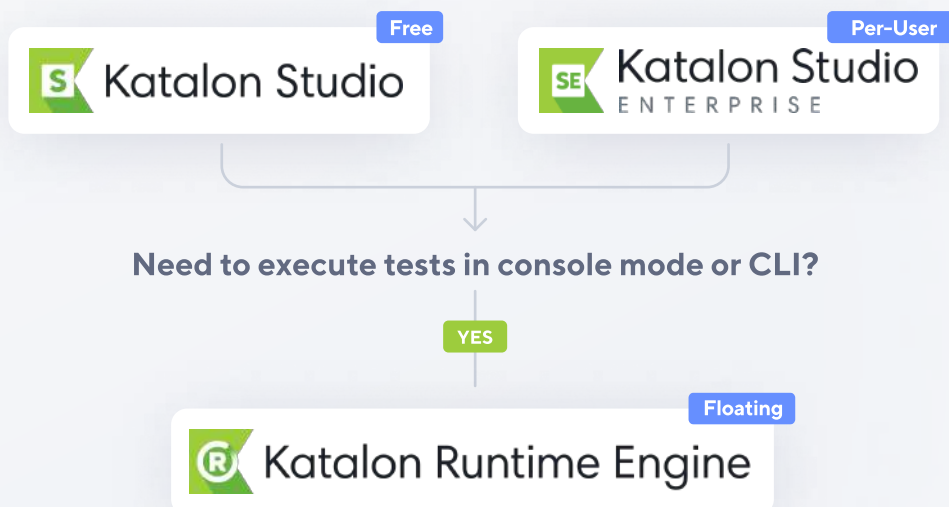 Free
S Katalon Studio
Per-User
SE Katalon Studio
ENTERPRISE
Need to execute tests in console mode or CLI?
YES
Floating
R Katalon Runtime Engine